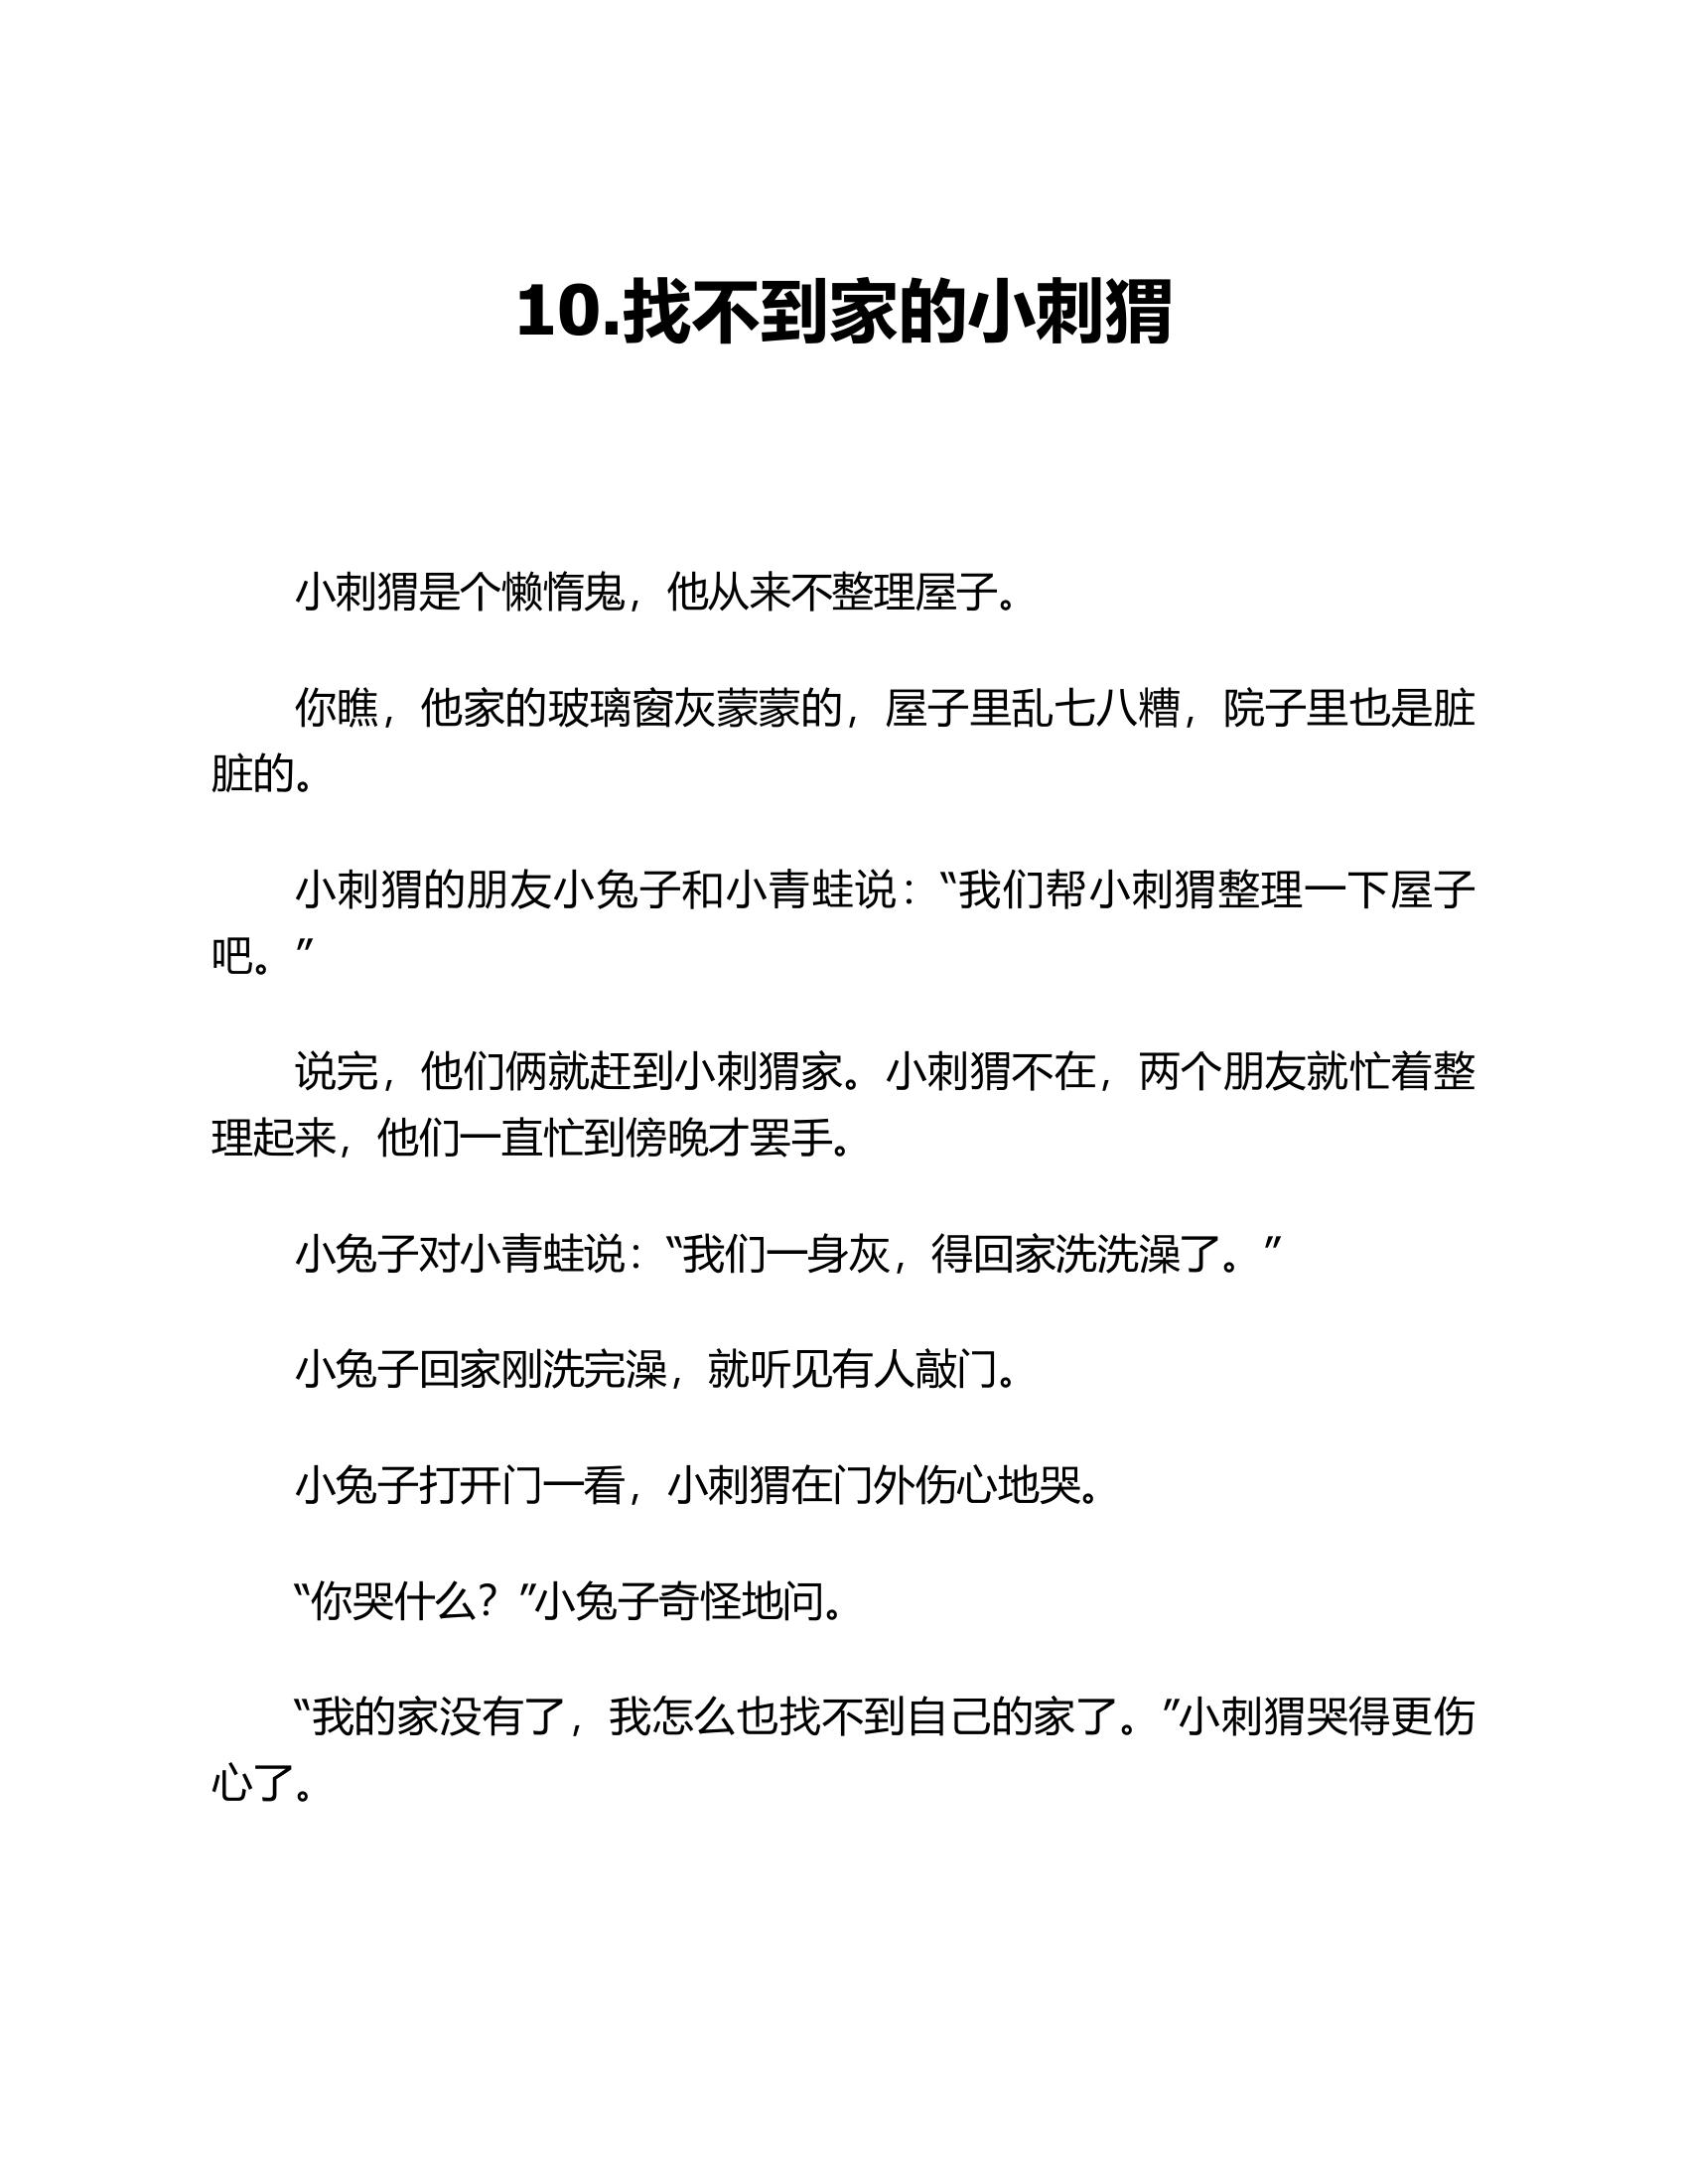 10.找不到家的小刺猬
小刺猬是个懒惰鬼，他从来不整理屋子。
你瞧，他家的玻璃窗灰蒙蒙的，屋子里乱七八糟，院子里也是脏
脏的。
小刺猬的朋友小兔子和小青蛙说：“我们帮小刺猬整理一下屋子
吧。”
说完，他们俩就赶到小刺猬家。小刺猬不在，两个朋友就忙着整
理起来，他们一直忙到傍晚才罢手。
小兔子对小青蛙说：“我们一身灰，得回家洗洗澡了。”
小兔子回家刚洗完澡，就听见有人敲门。
小兔子打开门一看，小刺猬在门外伤心地哭。
“你哭什么？”小兔子奇怪地问。
“我的家没有了，我怎么也找不到自己的家了。”小刺猬哭得更伤
心了。